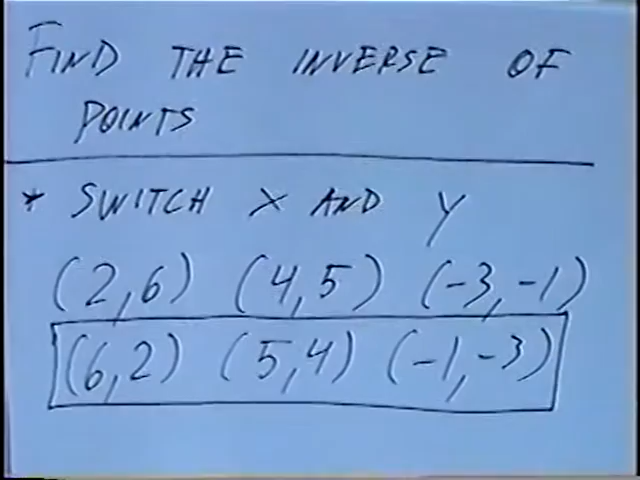 FIND THE INVERSE OF
POINTS
* SWITCH X AND Y
(2,6) (4,5) (-3,-1)
(6,2) (5,4) (-1,-3)